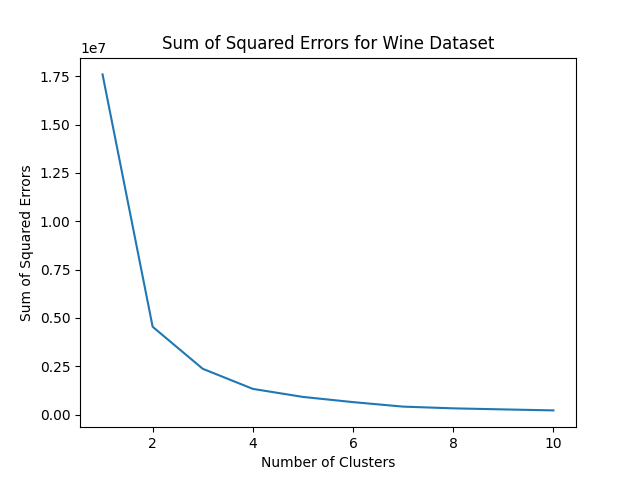 Sum of Squared Errors for Wine Dataset
1e7
1.75
1.50
1.25
1.00
0.75
0.50
0.25
0.00
Sum of Squared Errors
2 4 6 8 10
Number of Clusters